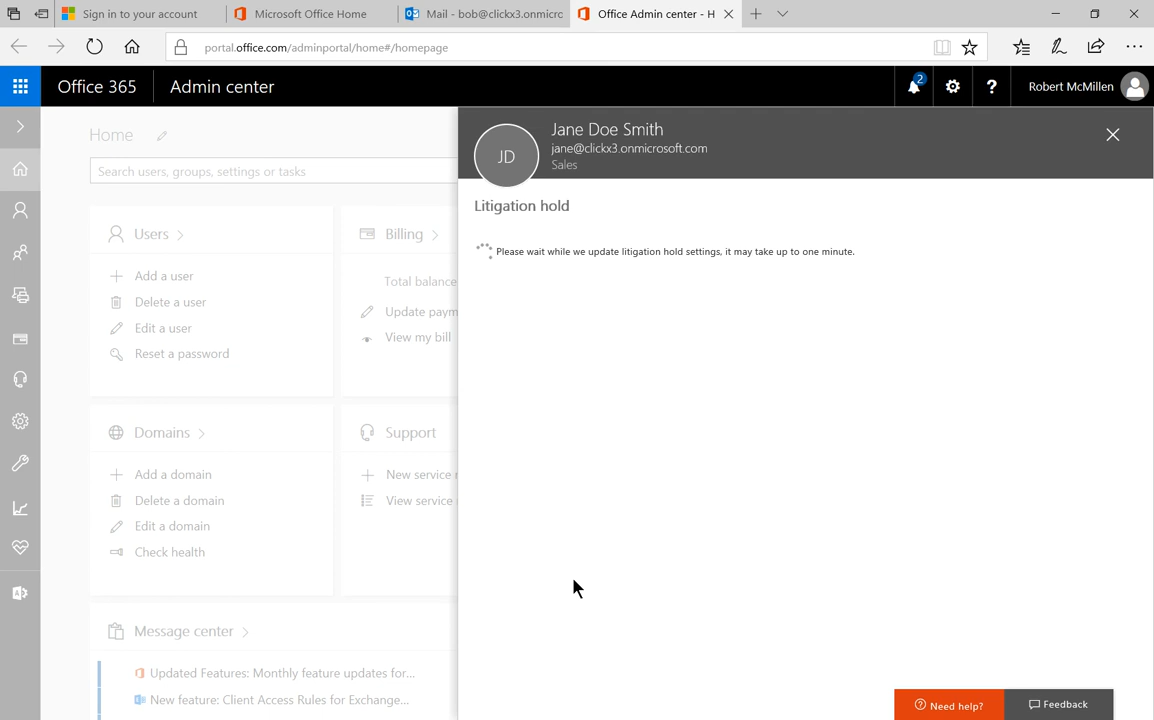 Sign in to your account
Microsoft Office Home
Mail - bob@clickx3.onmicrc
Office Admin center - H
portal.office.com/adminportal/home#/homepage
Office 365
Admin center
2
Robert McMillen
Home
Search users, groups, settings or tasks
Users
Add a user
Delete a user
Edit a user
Reset a password
Billing
Total balance
Update paym
View my bill
Domains
Add a domain
Delete a domain
Edit a domain
Check health
Support
New service r
View service
Message center
Updated Features: Monthly feature updates for...
New feature: Client Access Rules for Exchange...
JD
Jane Doe Smith
jane@clickx3.onmicrosoft.com
Sales
Litigation hold
Please wait while we update litigation hold settings, it may take up to one minute.
Need help?
Feedback